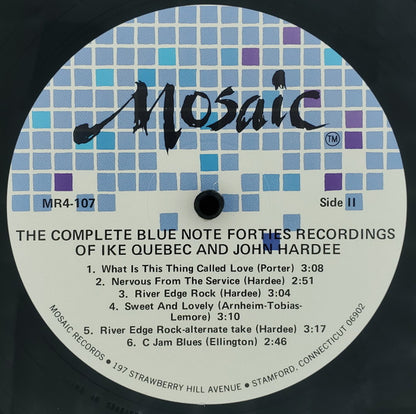 Mosaic
TM
MR4-107
Side II
THE COMPLETE BLUE NOTE FORTIES RECORDINGS
OF IKE QUEBEC AND JOHN HARDEE
1. What Is This Thing Called Love (Porter) 3:08
2. Nervous From The Service (Hardee) 2:51
3. River Edge Rock (Hardee) 3:04
4. Sweet And Lovely (Arnheim-Tobias-
Lemore) 3:10
5. River Edge Rock-alternate take (Hardee) 3:17
6. C Jam Blues (Ellington) 2:46
MOSAIC RECORDS • 197 STRAWBERRY HILL AVENUE • STAMFORD, CONNECTICUT 06902